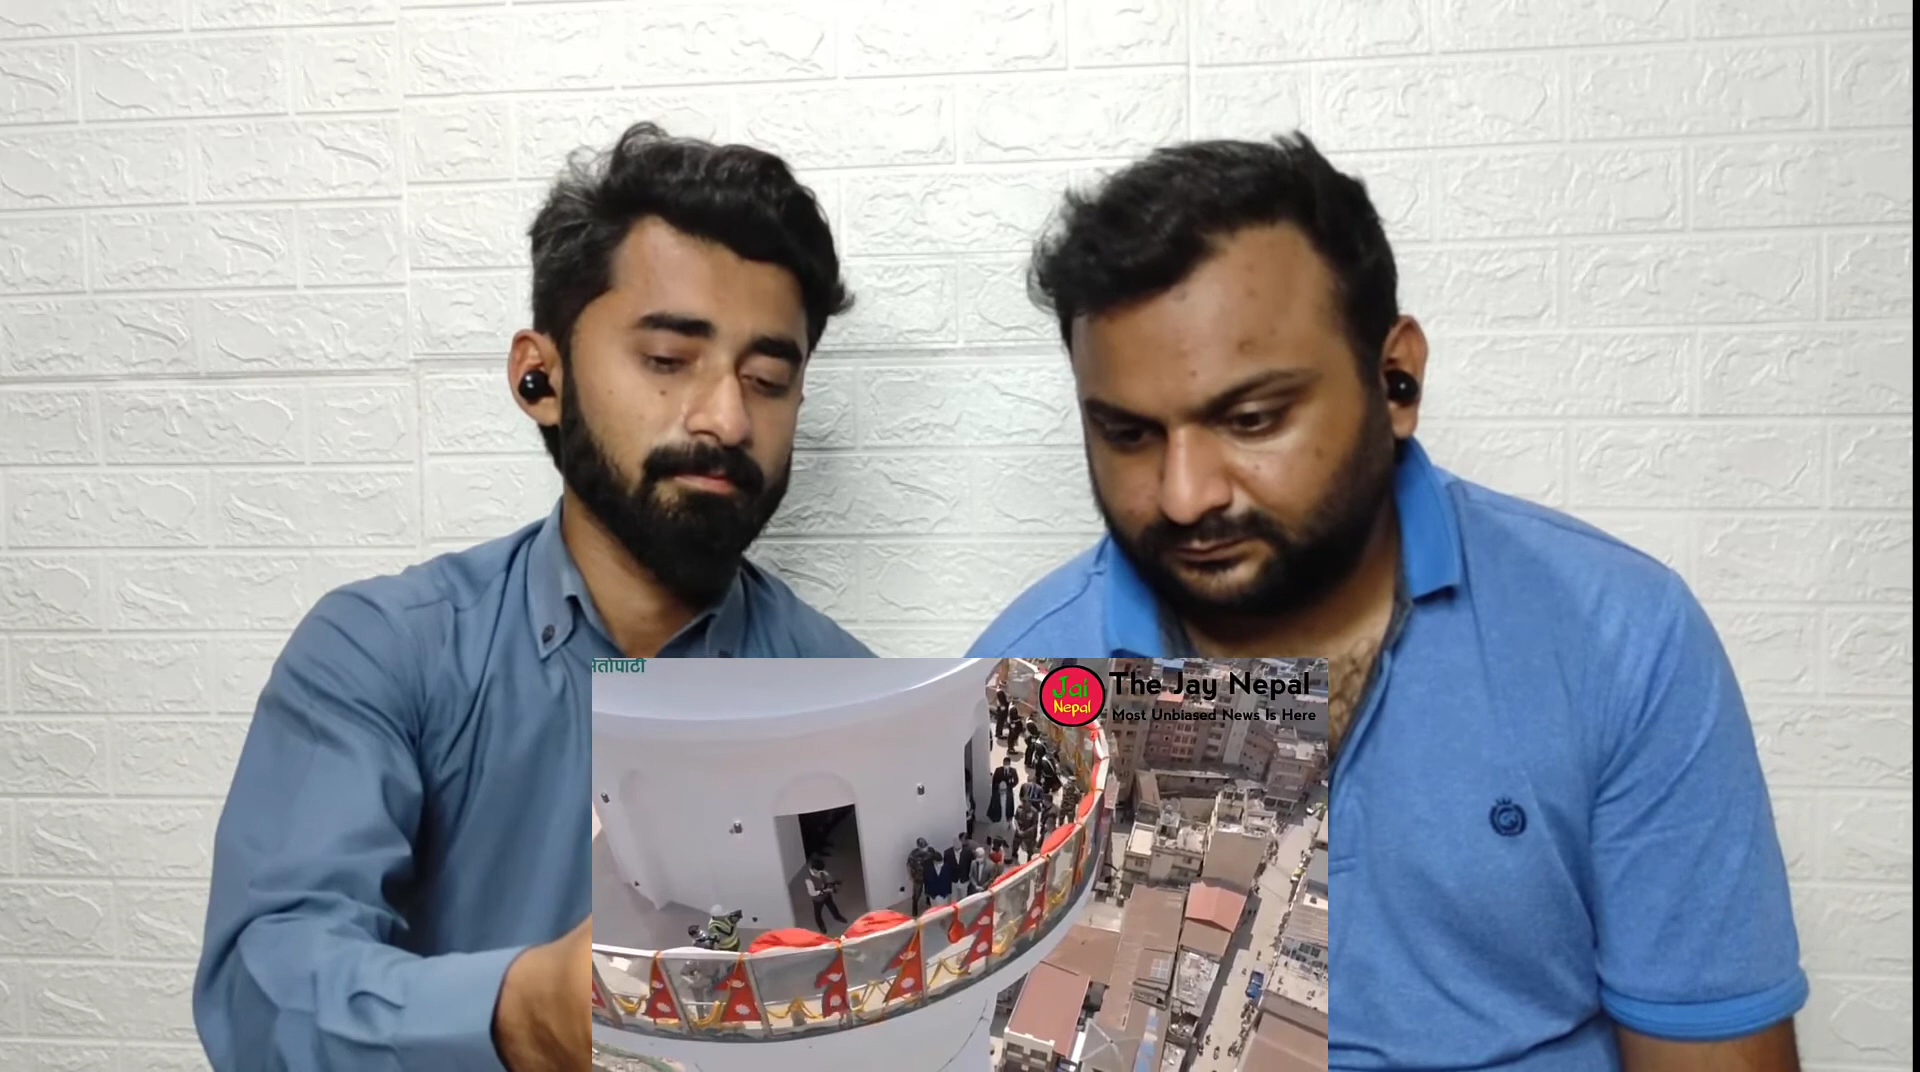 सेतोपाटी
Jai
Nepal
The Jay Nepal
Most Unbiased News Is Here